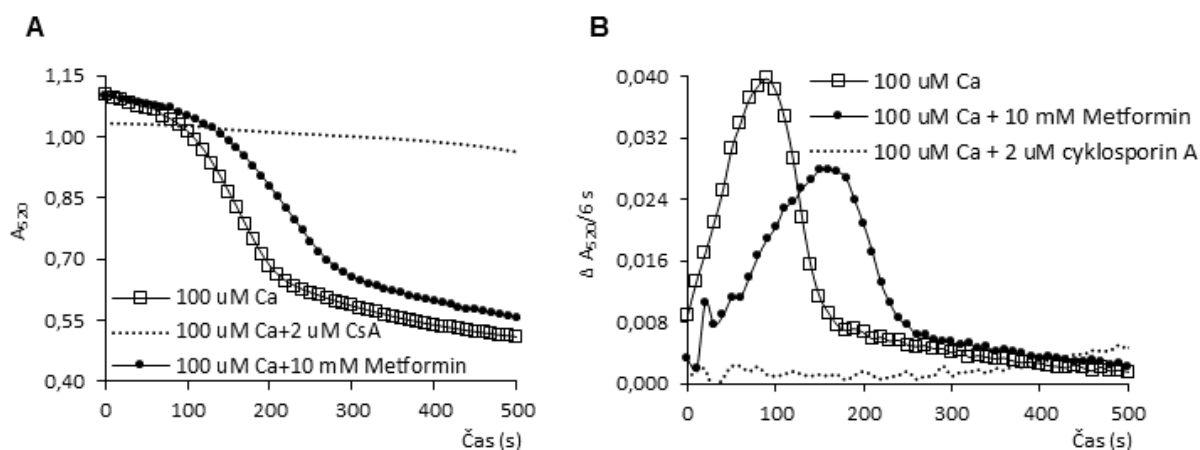 A
A520
1,15
1,00
0,85
0,70
0,55
0,40
100 uM Ca
100 uM Ca+2 uM CsA
100 uM Ca+10 mM Metformin
0 100 200 300 400 500
Čas (s)
B
Δ A520/6 s
0,040
0,032
0,024
0,016
0,008
0,000
100 uM Ca
100 uM Ca + 10 mM Metformin
100 uM Ca + 2 uM cyklosporin A
0 100 200 300 400 500
Čas (s)